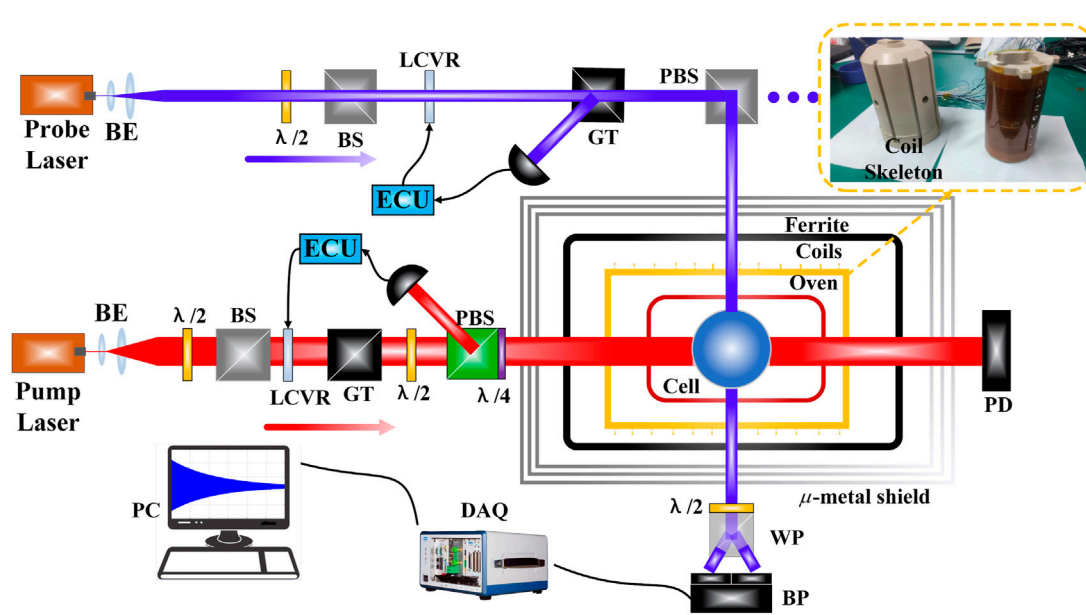 LCVR
PBS
Probe
Laser
BE
λ/2
BS
GT
Coil
Skeleton
ECU
Ferrite
Coils
Oven
ECU
BE
λ/2
BS
PBS
Pump
Laser
LCVR
GT
λ/2
λ/4
Cell
PD
μ-metal shield
λ/2
WP
PC
DAQ
BP